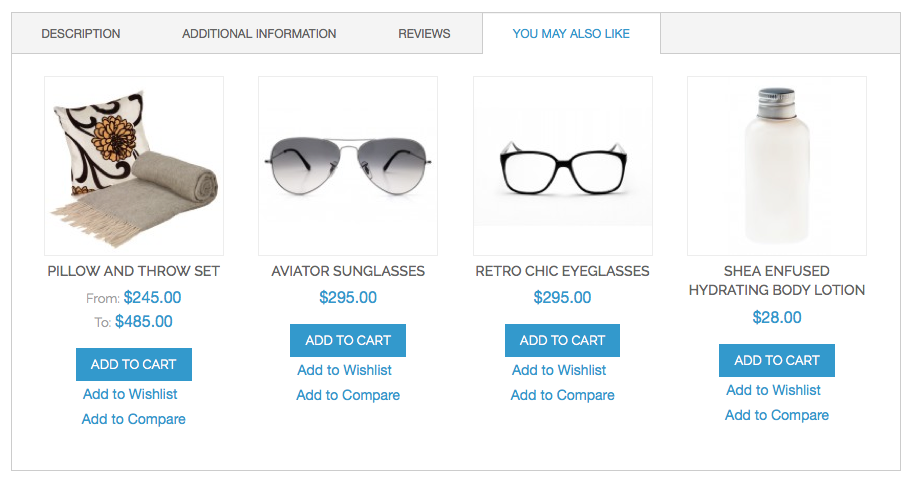 DESCRIPTION
ADDITIONAL INFORMATION
REVIEWS
YOU MAY ALSO LIKE
PILLOW AND THROW SET
From: $245.00
To: $485.00
ADD TO CART
Add to Wishlist
Add to Compare
AVIATOR SUNGLASSES
$295.00
ADD TO CART
Add to Wishlist
Add to Compare
RETRO CHIC EYEGLASSES
$295.00
ADD TO CART
Add to Wishlist
Add to Compare
SHEA ENFUSED
HYDRATING BODY LOTION
$28.00
ADD TO CART
Add to Wishlist
Add to Compare